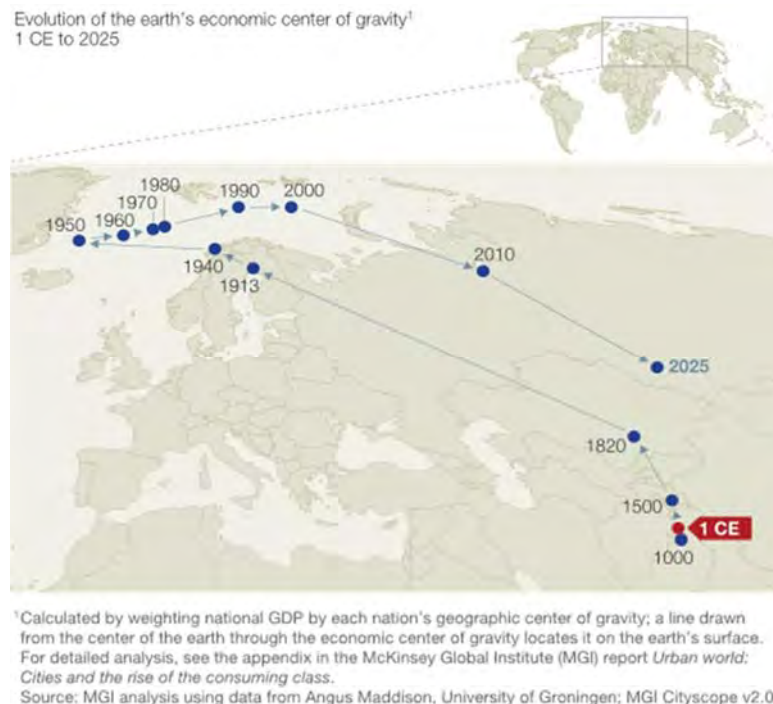 Evolution of the earth's economic center of gravity¹
1 CE to 2025
1980
1990
2000
1970
1960
1950
1940
2010
1913
2025
1820
1500
1 CE
1000
¹Calculated by weighting national GDP by each nation's geographic center of gravity; a line drawn
from the center of the earth through the economic center of gravity locates it on the earth's surface.
For detailed analysis, see the appendix in the McKinsey Global Institute (MGI) report Urban world:
Cities and the rise of the consuming class.
Source: MGI analysis using data from Angus Maddison, University of Groningen; MGI Cityscope v2.0